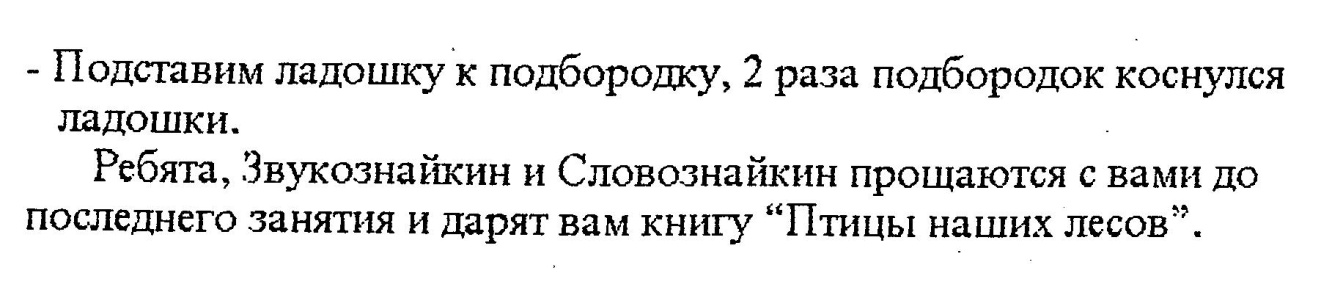 - Подставим ладошку к подбородку, 2 раза подбородок коснулся
ладошки.
Ребята, Звукознайкин и Словознайкин прощаются с вами до
последнего занятия и дарят вам книгу “Птицы наших лесов”.